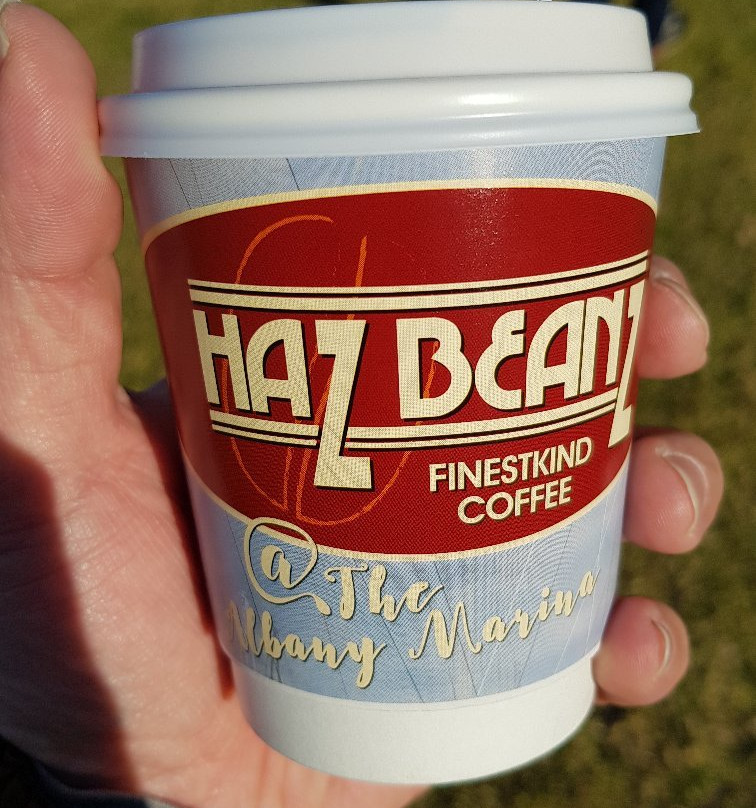 HAZ BEANZ
FINESTKIND
COFFEE
@ The
Albany Marina